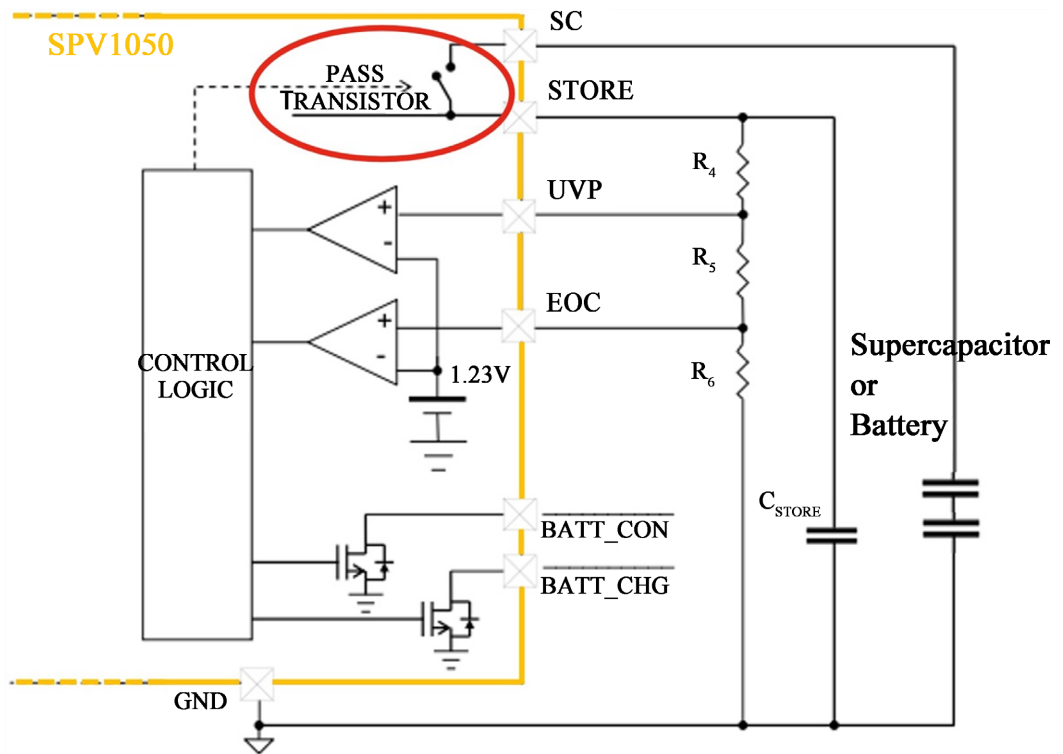 SC
SPV1050
PASS
TRANSISTOR
STORE
R4
UVP
R5
EOC
CONTROL
LOGIC
1.23V
R6
Supercapacitor
or
Battery
CSTORE
BATT_CON
BATT_CHG
GND